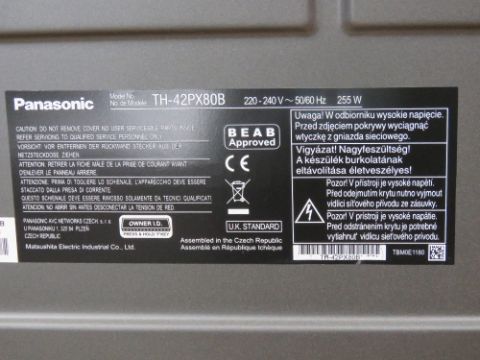 Panasonic
Model No.
No. de Modèle
TH-42PX80B
220 - 240 V ~ 50/60 Hz
255 W
CAUTION: DO NOT REMOVE COVER NO USER SERVICEABLE PARTS INSIDE
REFER SERVICING TO QUALIFIED SERVICE PERSONNEL ONLY
VORSICHT VOR ENTFERNEN DER RÜCKWAND STECKER AUS DER
NETZSTECKDOSE ZIEHEN
ATTENTION, RETIRER LA FICHE MALE DE LA PRISE DE COURANT AVANT
D'ENLEVER LE PANNEAU ARRIERE
ATTENZIONE, PRIMA DI TOGLIERE LO SCHIENALE, L'APPARECCHIO DEVE ESSERE
STACCATO DALLA PRESA DI CORRENTE
QUESTO SCHIENALE DEVE ESSERE RIMOSSO SOLAMENTE DA TECNICI QUALIFICATI
ATENCION: NO ABRIR SIN DESCONECTAR PREVIAMENTE DE LA RED
BEAB
Approved
CE
PANASONIC AVC NETWORKS CZECH, s. r. o.
U PANASONIKU 1, 320 84 PLZEŇ
CZECH REPUBLIC
OWNER I.D.
PRESS & HOLD
U.K. STANDARD
Matsushita Electric Industrial Co., Ltd.
Assembled in the Czech Republic
Assemblé en République tchèque
Uwaga! W odbiorniku wysokie napięcie.
Przed zdjęciem pokrywy wyciągnąć
wtyczkę z gniazda sieciowego.
Vigyázat! Nagyfeszültség!
A készülék burkolatának
eltávolítása életveszélyes!
Pozor! V přístroji je vysoké napětí.
Před odejmutím krytu nutno vyjmout
vidlici síťového přívodu ze zásuvky.
Pozor! V prístroji je vysoké napätie.
Pred odstránením krytu je potrebné
vytiahnuť vidlicu sieťového prívodu.
TH-42PX80B
TBM0E 1180